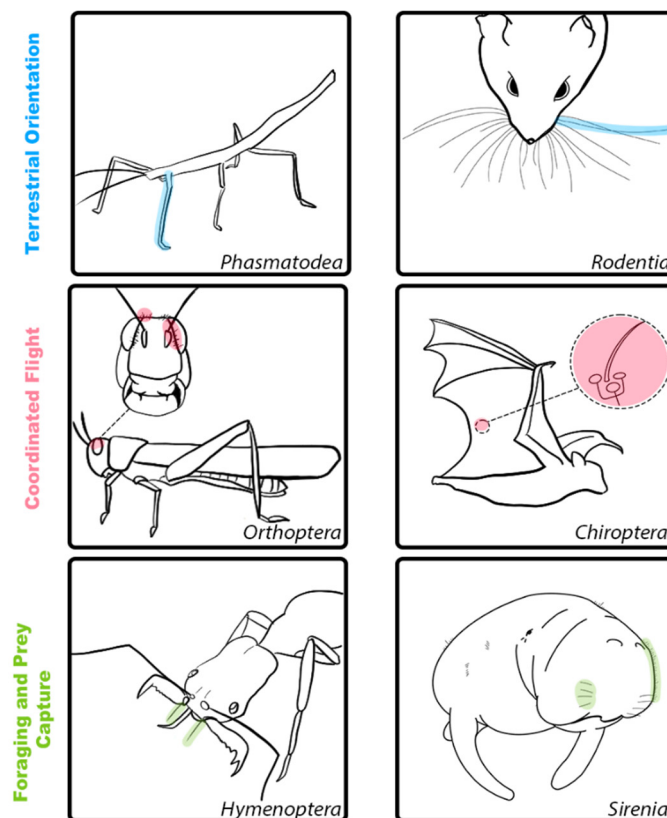 Terrestrial Orientation
Phasmatodea
Rodentia
Coordinated Flight
Orthoptera
Chiroptera
Foraging and Prey
Capture
Hymenoptera
Sirenia